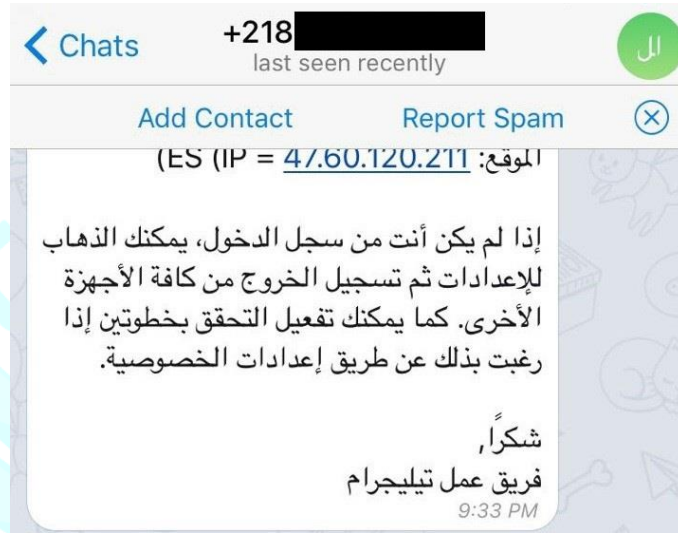 Chats
+218
last seen recently
ال
Add Contact
Report Spam
الموقع: ES (IP = 47.60.120.211)
إذا لم يكن أنت من سجل الدخول، يمكنك الذهاب
للإعدادات ثم تسجيل الخروج من كافة الأجهزة
الأخرى. كما يمكنك تفعيل التحقق بخطوتين إذا
رغبت بذلك عن طريق إعدادات الخصوصية.
شكرًا,
فريق عمل تيليجرام
9:33 PM